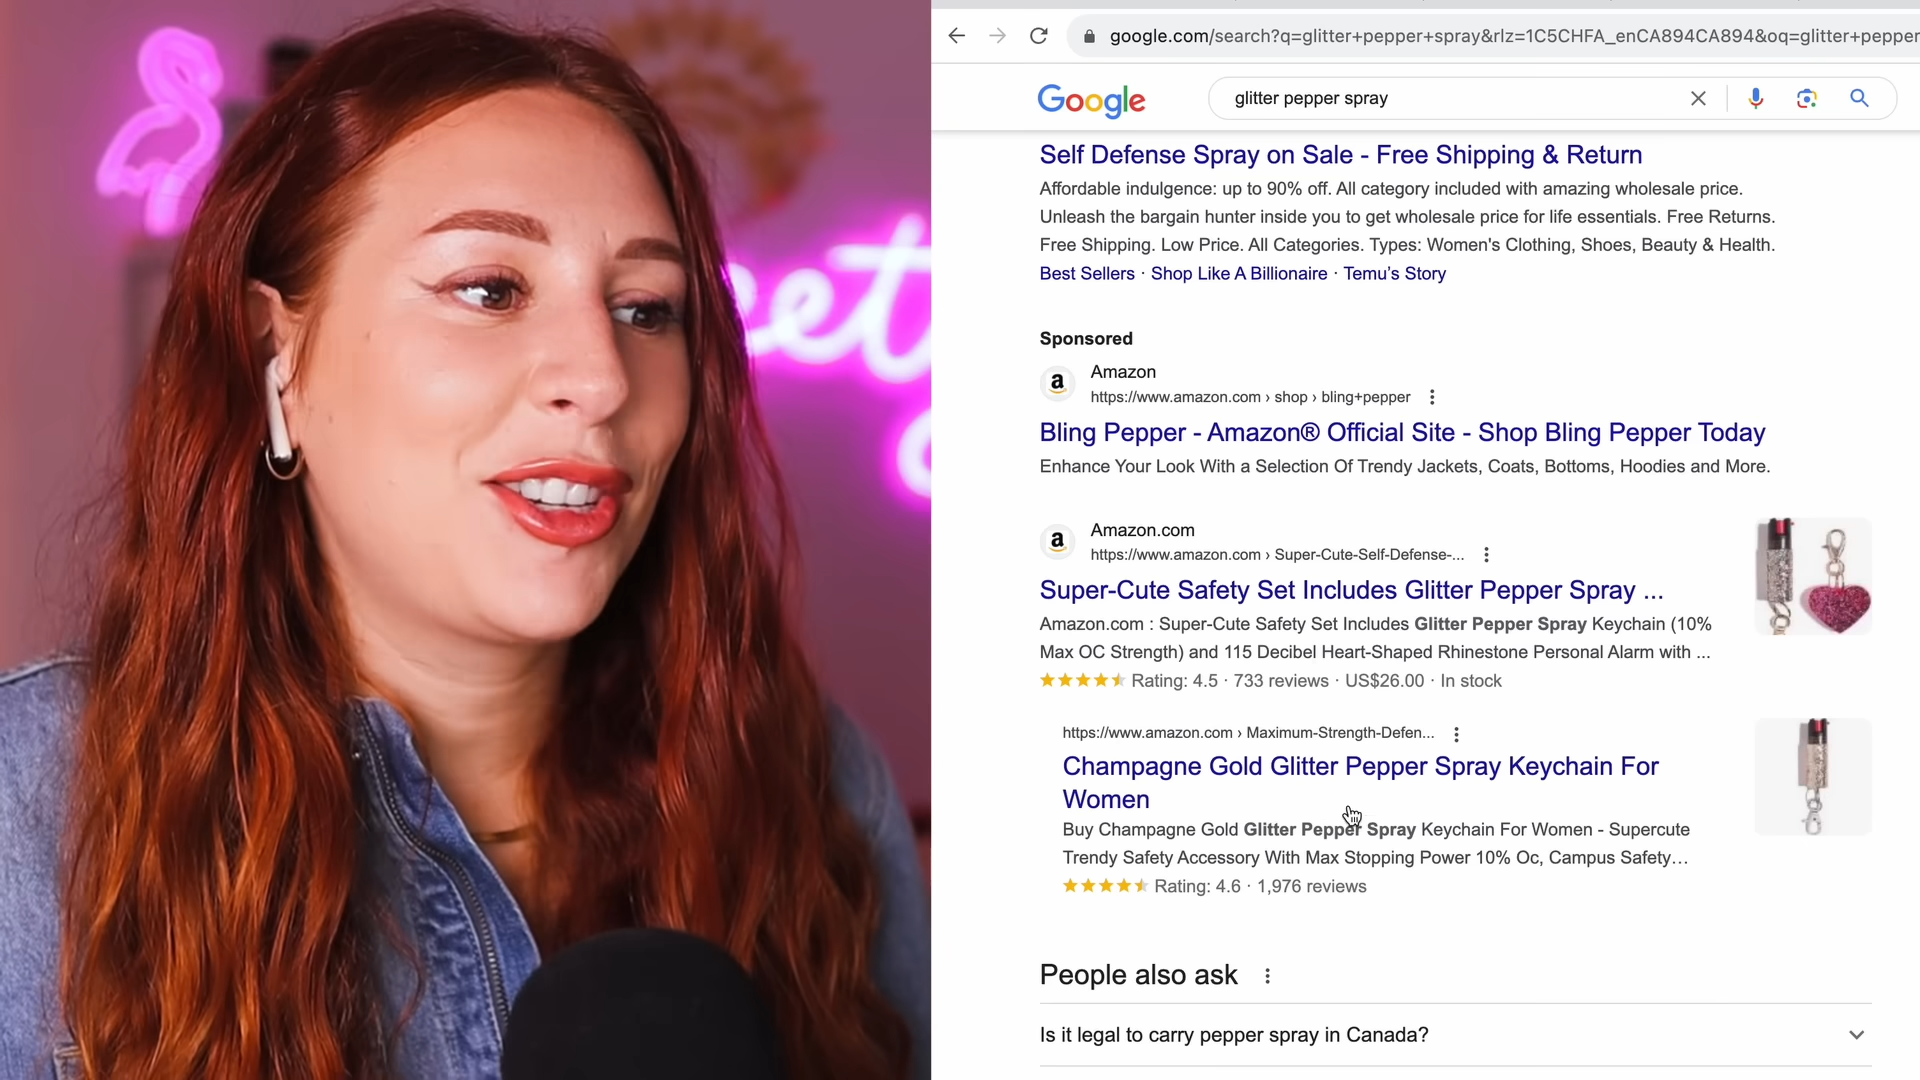 eet
google.com/search?q=glitter+pepper+spray&rlz=1C5CHFA_enCA894CA894&oq=glitter+pepper
Google
glitter pepper spray
Self Defense Spray on Sale - Free Shipping & Return
Affordable indulgence: up to 90% off. All category included with amazing wholesale price.
Unleash the bargain hunter inside you to get wholesale price for life essentials. Free Returns.
Free Shipping. Low Price. All Categories. Types: Women's Clothing, Shoes, Beauty & Health.
Best Sellers · Shop Like A Billionaire · Temu's Story
Sponsored
a
Amazon
https://www.amazon.com › shop › bling+pepper
Bling Pepper - Amazon® Official Site - Shop Bling Pepper Today
Enhance Your Look With a Selection Of Trendy Jackets, Coats, Bottoms, Hoodies and More.
a
Amazon.com
https://www.amazon.com › Super-Cute-Self-Defense-...
Super-Cute Safety Set Includes Glitter Pepper Spray ...
Amazon.com : Super-Cute Safety Set Includes Glitter Pepper Spray Keychain (10%
Max OC Strength) and 115 Decibel Heart-Shaped Rhinestone Personal Alarm with ...
Rating: 4.5 · 733 reviews · US$26.00 · In stock
https://www.amazon.com › Maximum-Strength-Defen...
Champagne Gold Glitter Pepper Spray Keychain For
Women
Buy Champagne Gold Glitter Pepper Spray Keychain For Women - Supercute
Trendy Safety Accessory With Max Stopping Power 10% Oc, Campus Safety...
Rating: 4.6 · 1,976 reviews
People also ask
Is it legal to carry pepper spray in Canada?